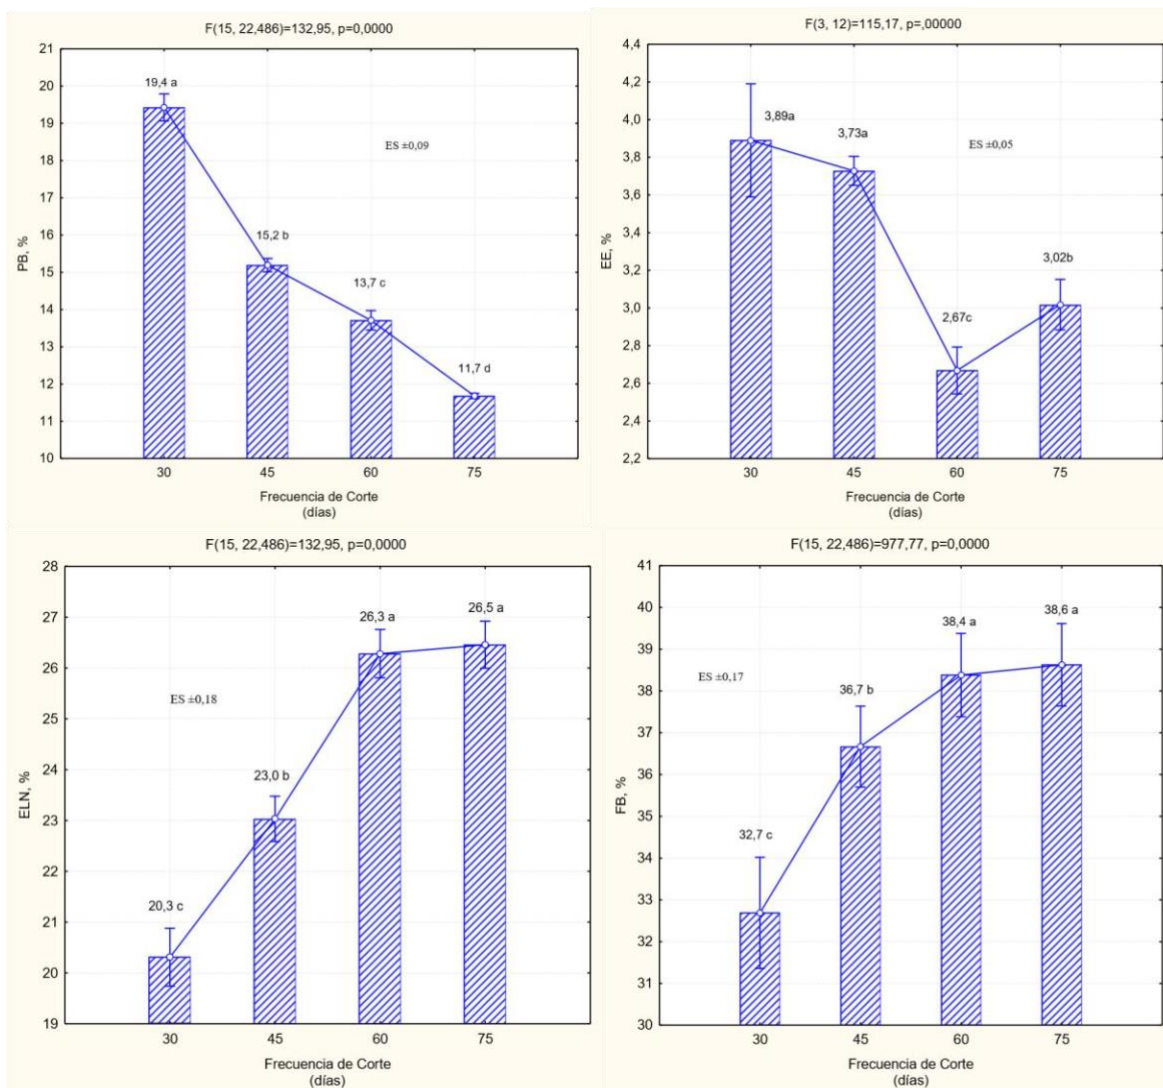 F(15, 22,486)=132,95, p=0,0000
21
20
19
18
17
16
15
14
13
12
11
10
PB, %
19,4 a
15,2 b
13,7 c
11,7 d
ES ±0,09
30 45 60 75
Frecuencia de Corte
(días)
F(3, 12)=115,17, p=,00000
4,4
4,2
4,0
3,8
3,6
3,4
3,2
3,0
2,8
2,6
2,4
2,2
EE, %
3,89a
3,73a
2,67c
3,02b
ES ±0,05
30 45 60 75
Frecuencia de Corte
(días)
F(15, 22,486)=132,95, p=0,0000
28
27
26
25
24
23
22
21
20
19
ELN, %
20,3 c
23,0 b
26,3 a
26,5 a
ES ±0,18
30 45 60 75
Frecuencia de Corte
(días)
F(15, 22,486)=977,77, p=0,0000
41
40
39
38
37
36
35
34
33
32
31
30
FB, %
32,7 c
36,7 b
38,4 a
38,6 a
ES ±0,17
30 45 60 75
Frecuencia de Corte
(días)